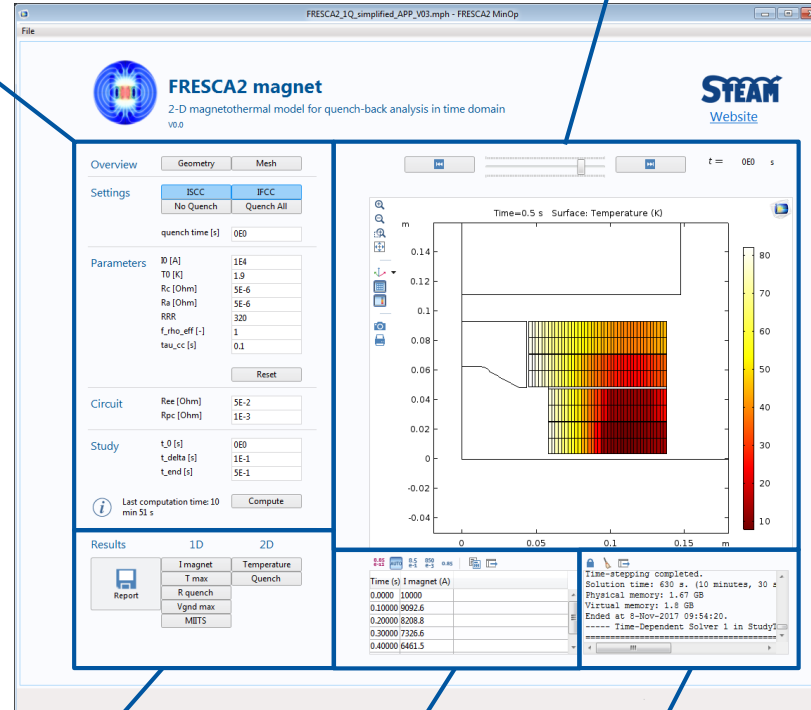 FRESCA2_1Q_simplified_APP_V03.mph - FRESCA2 MinOp
File
FRESCA2 magnet
2-D magnetothermal model for quench-back analysis in time domain
V0.0
STEAM
Website
Overview Geometry Mesh
Settings ISCC IFCC
No Quench Quench All
quench time [s] 0E0
Parameters I0 [A] 1E4
T0 [K] 1.9
Rc [Ohm] 5E-6
Ra [Ohm] 5E-6
RRR 320
f_rho_eff [-] 1
tau_cc [s] 0.1
Reset
Circuit Ree [Ohm] 5E-2
Rpc [Ohm] 1E-3
Study t_0 [s] 0E0
t_delta [s] 1E-1
t_end [s] 5E-1
Last computation time: 10
min 51 s
Compute
Results 1D 2D
Report
I magnet Temperature
T max Quench
R quench
Vgnd max
MIITS
t = 0E0 s
Time=0.5 s Surface: Temperature (K)
m
0.14
0.12
0.1
0.08
0.06
0.04
0.02
0
-0.02
-0.04
0 0.05 0.1 0.15 m
80
70
60
50
40
30
20
10
AUTO
Time (s) I magnet (A)
0.0000 10000
0.10000 9092.6
0.20000 8208.8
0.30000 7326.6
0.40000 6461.5
Time-stepping completed.
Solution time: 630 s. (10 minutes, 30 s
Physical memory: 1.67 GB
Virtual memory: 1.8 GB
Ended at 8-Nov-2017 09:54:20.
----- Time-Dependent Solver 1 in Study